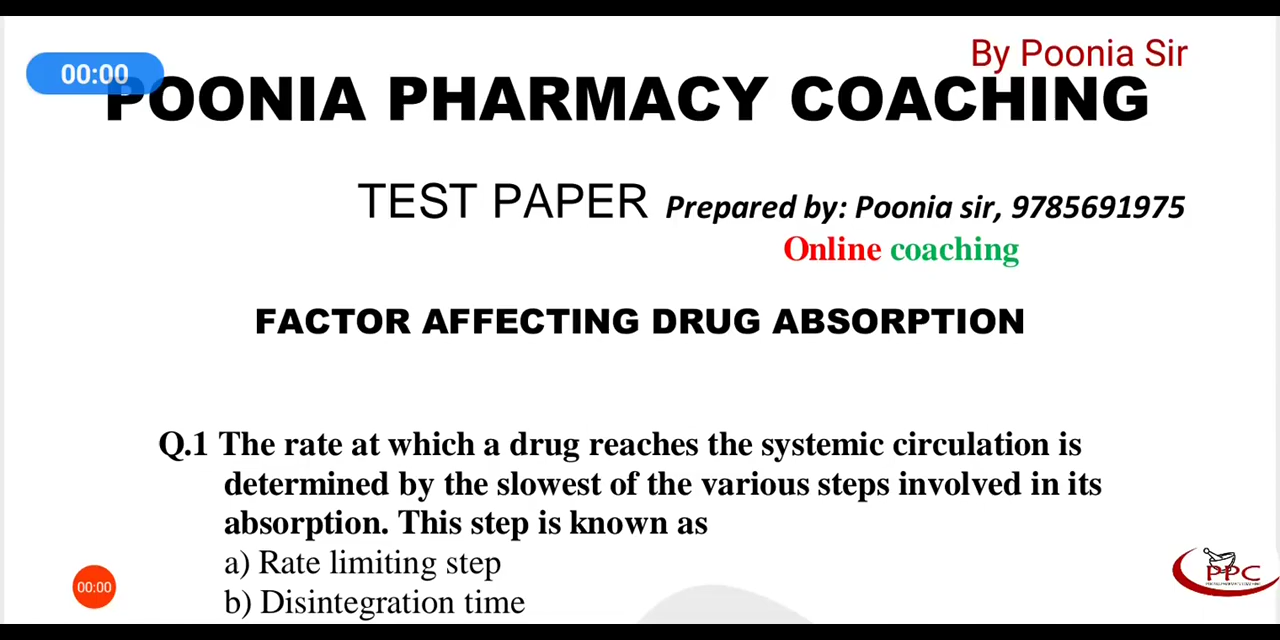 By Poonia Sir
00:00
POONIA PHARMACY COACHING
TEST PAPER Prepared by: Poonia sir, 9785691975
Online coaching
FACTOR AFFECTING DRUG ABSORPTION
Q.1 The rate at which a drug reaches the systemic circulation is
determined by the slowest of the various steps involved in its
absorption. This step is known as
a) Rate limiting step
b) Disintegration time
00:00
PPC